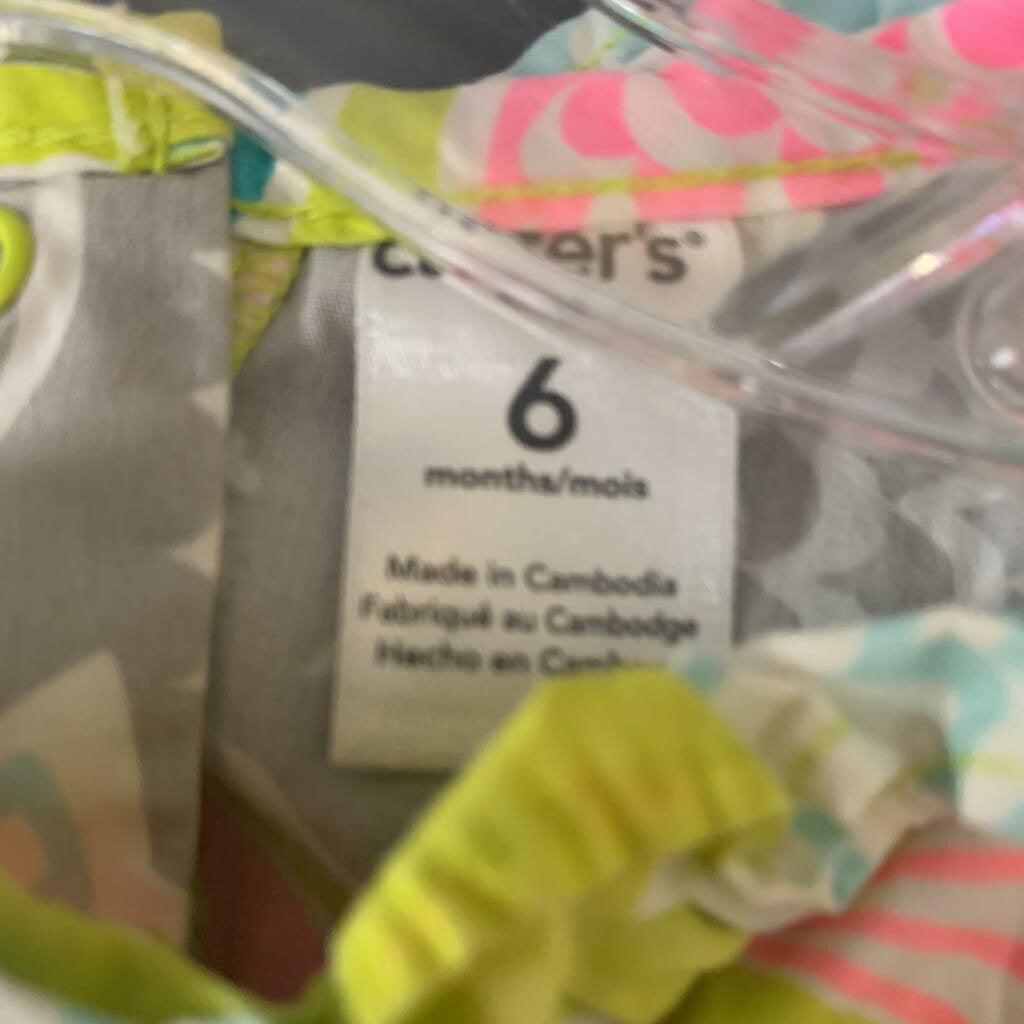 carter's®
6
months/mois
Made in Cambodia
Fabriqué au Cambodge
Hecho en